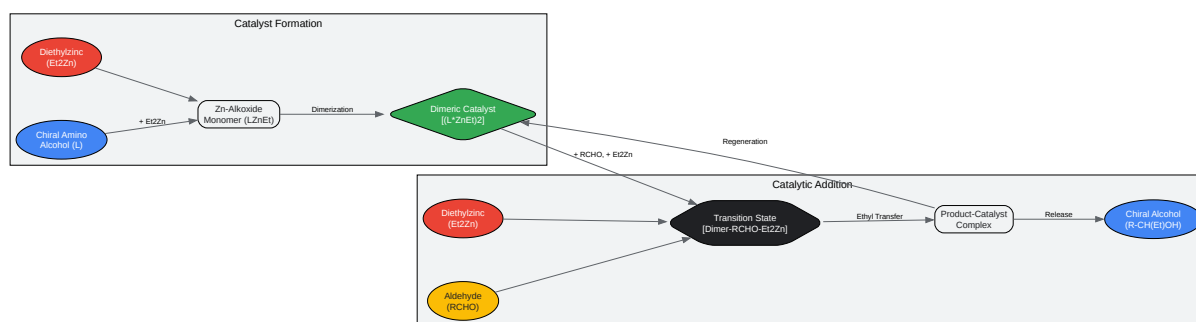 Catalyst Formation
Diethylzinc
(Et2Zn)
Chiral Amino
Alcohol (L)
+ Et2Zn
Zn-Alkoxide
Monomer (LZnEt)
Dimerization
Dimeric Catalyst
[(L*ZnEt)2]
+ RCHO, + Et2Zn
Regeneration
Catalytic Addition
Diethylzinc
(Et2Zn)
Aldehyde
(RCHO)
Transition State
[Dimer-RCHO-Et2Zn]
Ethyl Transfer
Product-Catalyst
Complex
Release
Chiral Alcohol
(R-CH(Et)OH)